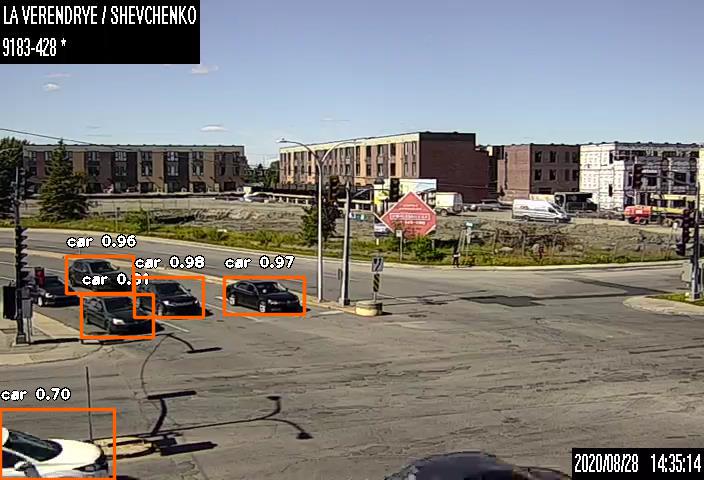 LA VERENDRYE / SHEVCHENKO
9183-428 *
car 0.96
car 0.98
car 0.97
car 0.70
2020/08/28 14:35:14